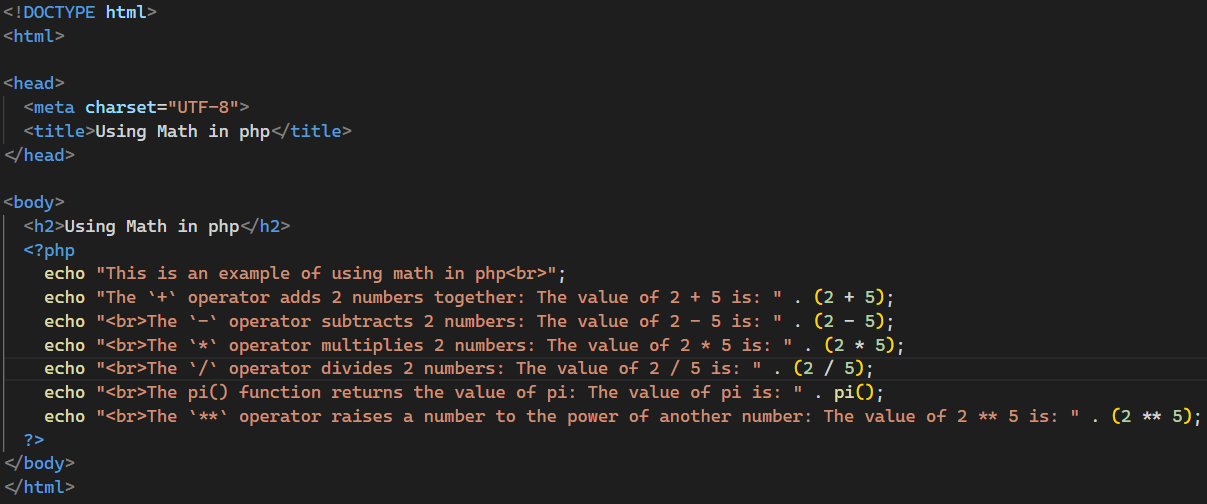 <!DOCTYPE html>
<html>
<head>
<meta charset="UTF-8">
<title>Using Math in php</title>
</head>
<body>
<h2>Using Math in php</h2>
<?php
echo "This is an example of using math in php<br>";
echo "The `+` operator adds 2 numbers together: The value of 2 + 5 is: " . (2 + 5);
echo "<br>The `-` operator subtracts 2 numbers: The value of 2 - 5 is: " . (2 - 5);
echo "<br>The `*` operator multiplies 2 numbers: The value of 2 * 5 is: " . (2 * 5);
echo "<br>The `/` operator divides 2 numbers: The value of 2 / 5 is: " . (2 / 5);
echo "<br>The pi() function returns the value of pi: The value of pi is: " . pi();
echo "<br>The `**` operator raises a number to the power of another number: The value of 2 ** 5 is: " . (2 ** 5);
?>
</body>
</html>